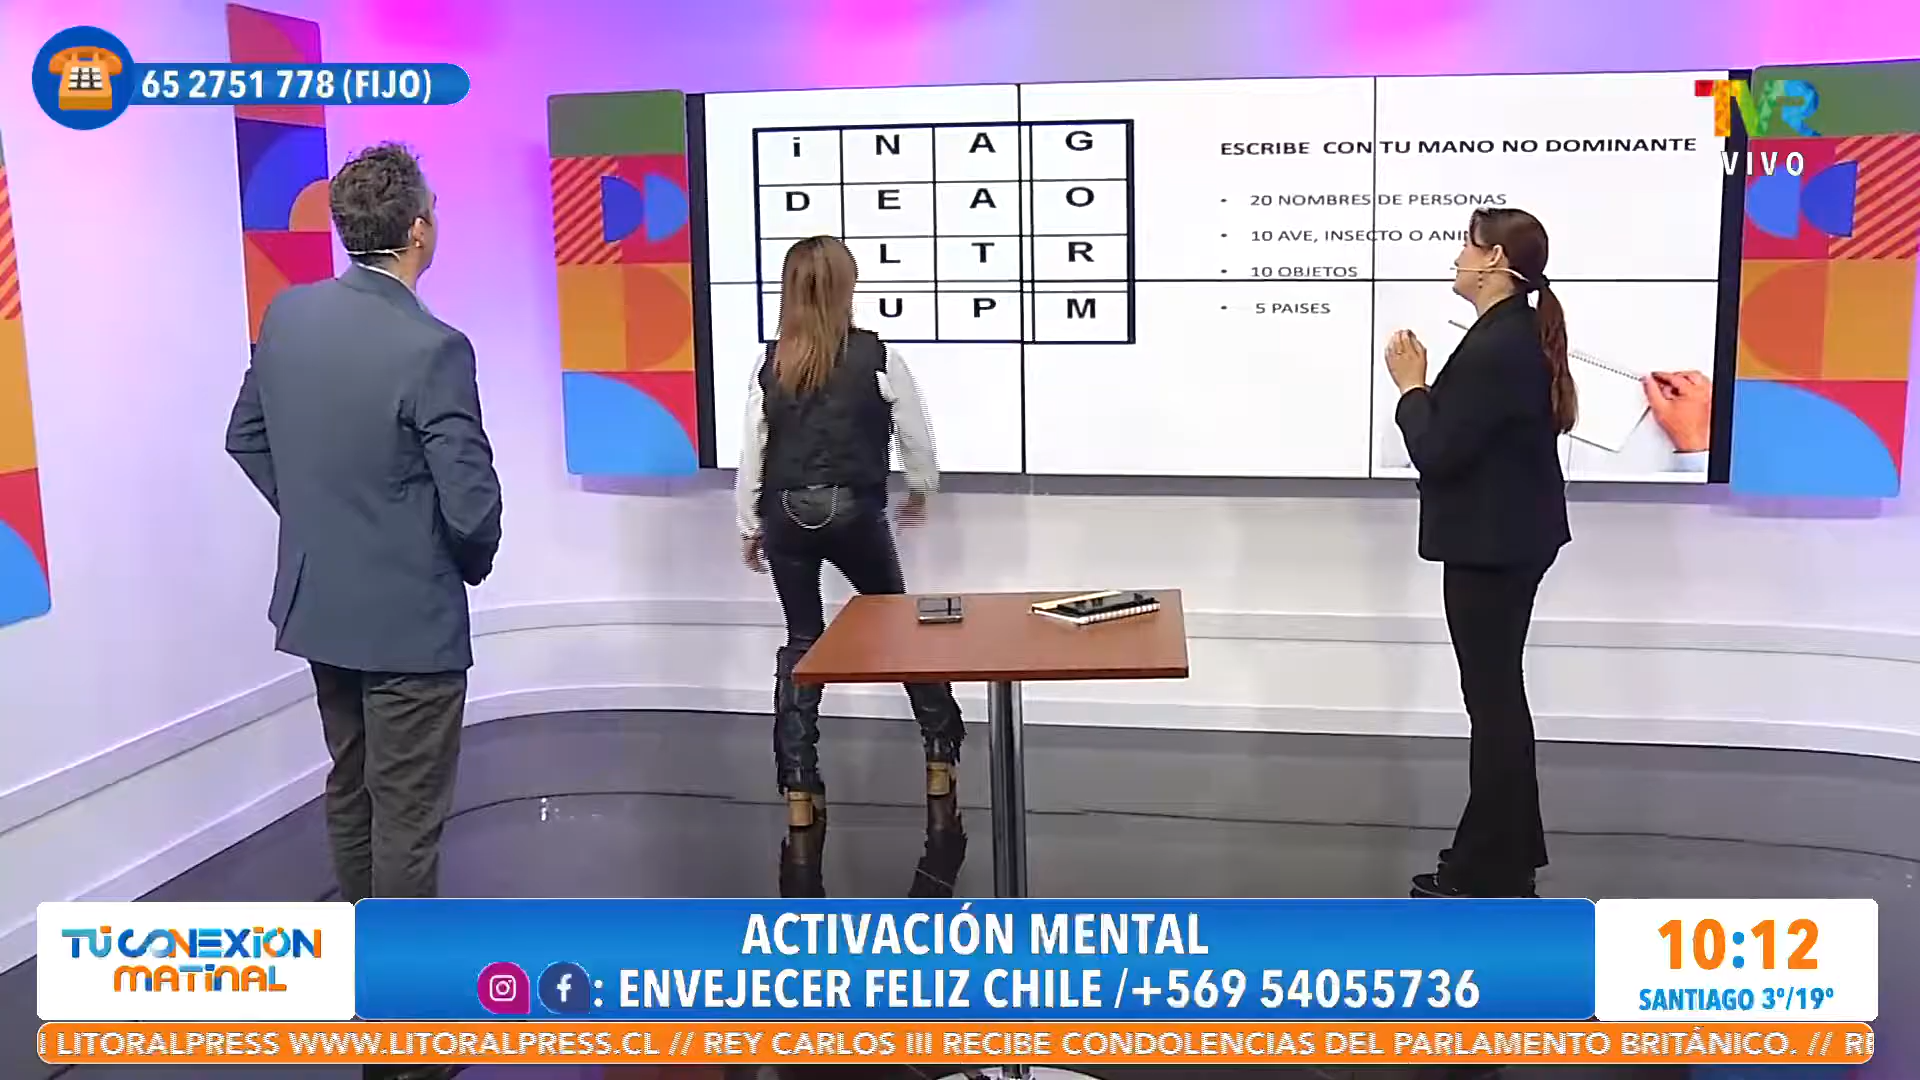 65 2751 778 (FIJO)
TVR
VIVO
i N A G
D E A O
L T R
U P M
ESCRIBE CON TU MANO NO DOMINANTE
• 20 NOMBRES DE PERSONAS
• 10 AVE, INSECTO O
• 10 OBJETOS
• 5 PAISES
TÚ CONEXIÓN
MATINAL
ACTIVACIÓN MENTAL
: ENVEJECER FELIZ CHILE /+569 54055736
10:12
SANTIAGO 3°/19°
LITORALPRESS WWW.LITORALPRESS.CL // REY CARLOS III RECIBE CONDOLENCIAS DEL PARLAMENTO BRITÁNICO. //